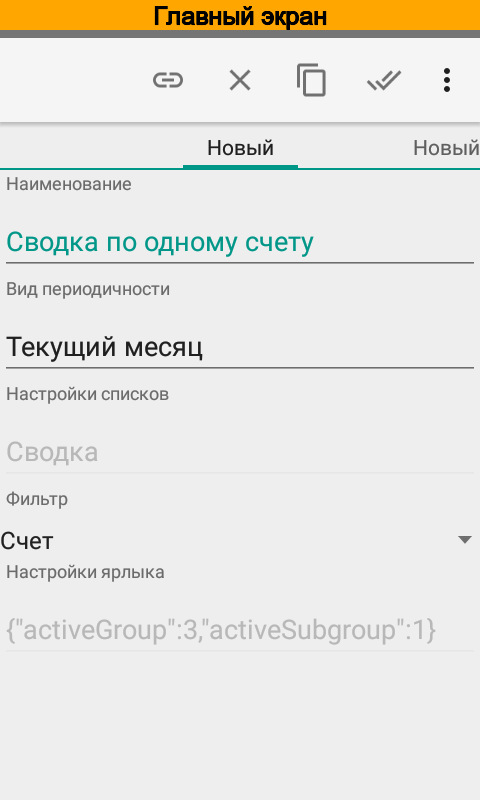 Главный экран
Новый
Новый
Наименование
Сводка по одному счету
Вид периодичности
Текущий месяц
Настройки списков
Сводка
Фильтр
Счет
Настройки ярлыка
{"activeGroup":3,"activeSubgroup":1}